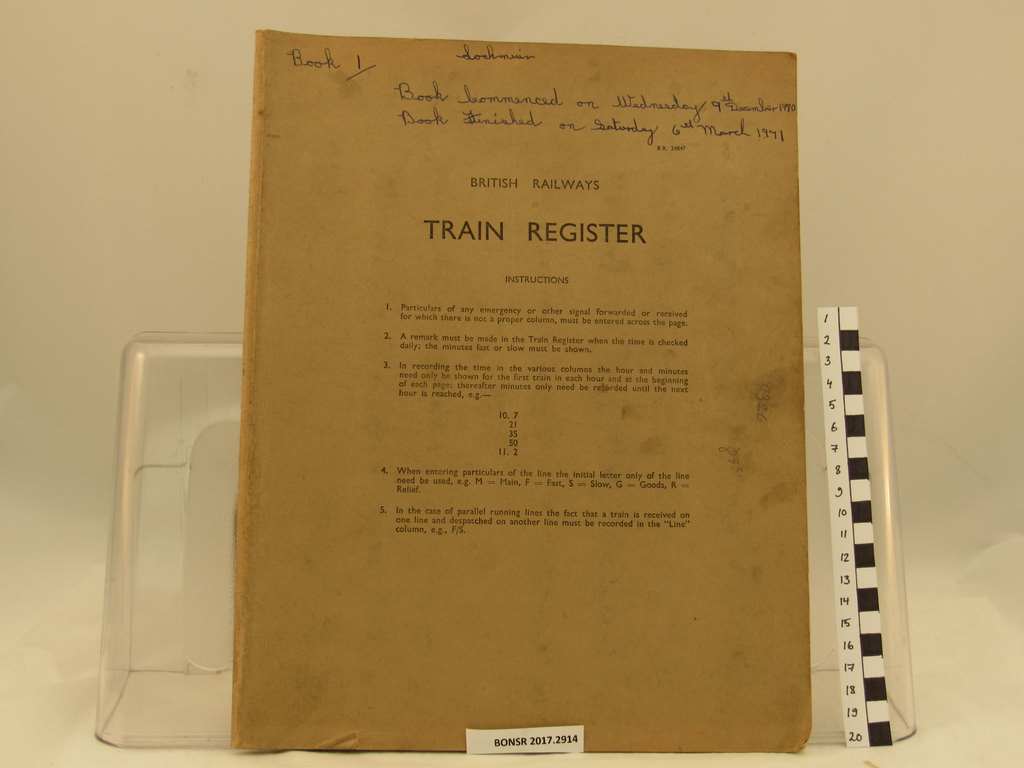 Book 1
Book Commenced on Wednesday 9th December 1970
Book Finished on Saturday 6th March 1971
B.R. 24847
BRITISH RAILWAYS
TRAIN REGISTER
INSTRUCTIONS
1. Particulars of any emergency or other signal forwarded or received
for which there is not a proper column, must be entered across the page.
2. A remark must be made in the Train Register when the time is checked
daily; the minutes fast or slow must be shown.
3. In recording the time in the various columns the hour and minutes
need only be shown for the first train in each hour and at the beginning
of each page; thereafter minutes only need be recorded until the next
hour is reached, e.g.—
10. 7
21
35
50
11. 2
4. When entering particulars of the line the initial letter only of the line
need be used, e.g. M = Main, F = Fast, S = Slow, G = Goods, R =
Relief.
5. In the case of parallel running lines the fact that a train is received on
one line and despatched on another line must be recorded in the "Line"
column, e.g., F/S.
BONSR 2017.2914
1
2
3
4
5
6
7
8
9
10
11
12
13
14
15
16
17
18
19
20